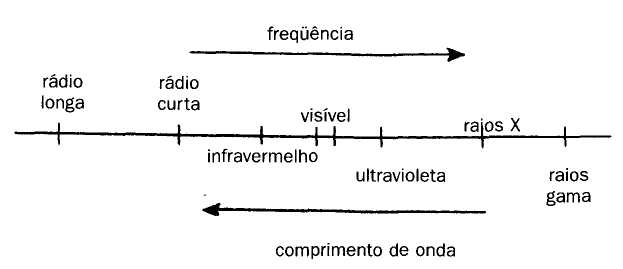 freqüência
rádio
longa
rádio
curta
visível
raios X
infravermelho
ultravioleta
raios
gama
comprimento de onda